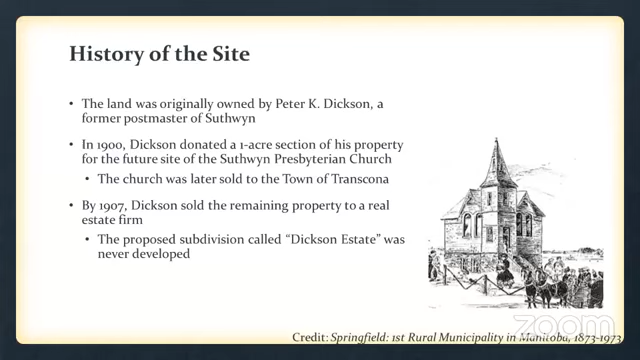 History of the Site
• The land was originally owned by Peter K. Dickson, a
former postmaster of Suthwyn
• In 1900, Dickson donated a 1-acre section of his property
for the future site of the Suthwyn Presbyterian Church
• The church was later sold to the Town of Transcona
• By 1907, Dickson sold the remaining property to a real
estate firm
• The proposed subdivision called “Dickson Estate” was
never developed
zoom
Credit: Springfield: 1st Rural Municipality in Manitoba, 1873-1973